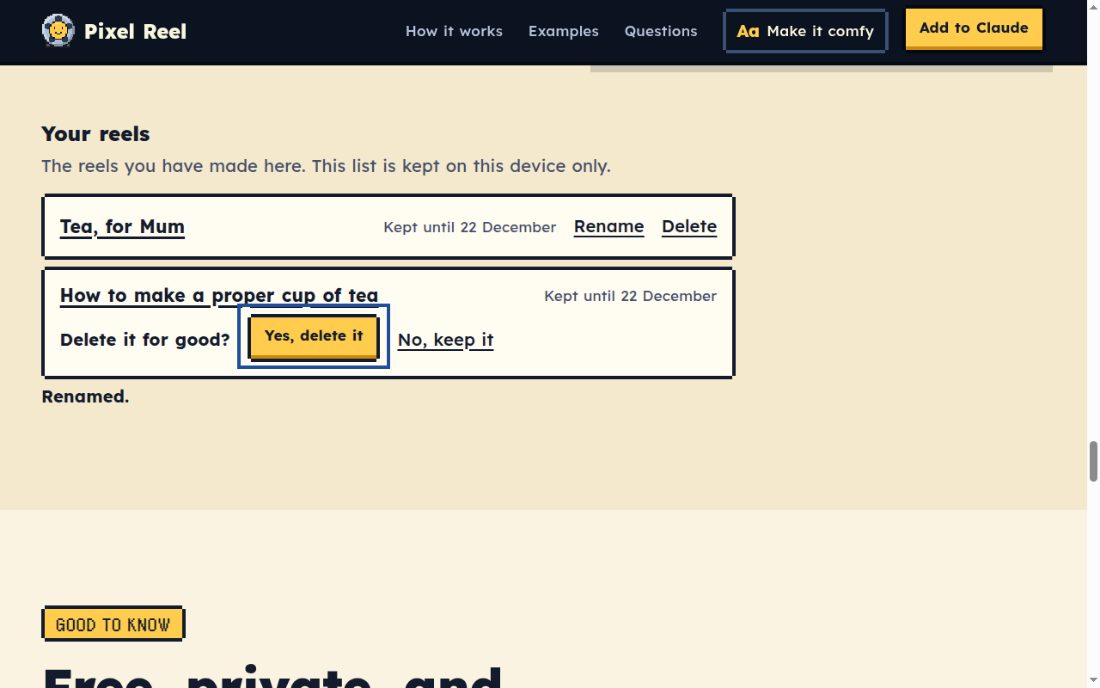 Pixel Reel
How it works
Examples
Questions
Aa Make it comfy
Add to Claude
Your reels
The reels you have made here. This list is kept on this device only.
Tea, for Mum
Kept until 22 December
Rename
Delete
How to make a proper cup of tea
Kept until 22 December
Delete it for good?
Yes, delete it
No, keep it
Renamed.
GOOD TO KNOW
Free, private, and